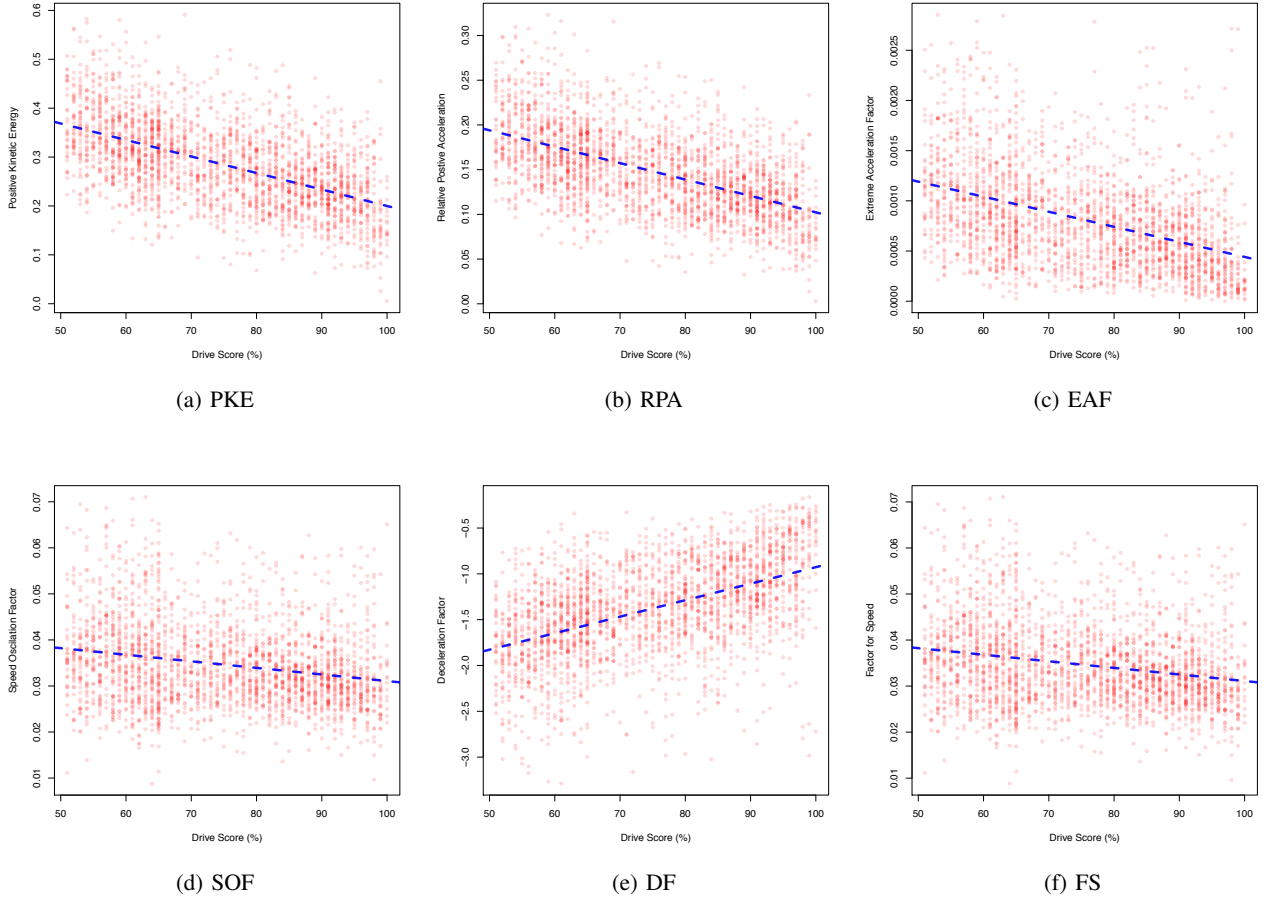 0.0 0.1 0.2 0.3 0.4 0.5 0.6
Positive Kinetic Energy
50 60 70 80 90 100
Drive Score (%)
(a) PKE
0.00 0.05 0.10 0.15 0.20 0.25 0.30
Relative Postive Acceleration
50 60 70 80 90 100
Drive Score (%)
(b) RPA
0.0000 0.0005 0.0010 0.0015 0.0020 0.0025
Extreme Acceleration Factor
50 60 70 80 90 100
Drive Score (%)
(c) EAF
0.01 0.02 0.03 0.04 0.05 0.06 0.07
Speed Oscillation Factor
50 60 70 80 90 100
Drive Score (%)
(d) SOF
-3.0 -2.5 -2.0 -1.5 -1.0 -0.5
Deceleration Factor
50 60 70 80 90 100
Drive Score (%)
(e) DF
0.01 0.02 0.03 0.04 0.05 0.06 0.07
Factor for Speed
50 60 70 80 90 100
Drive Score (%)
(f) FS